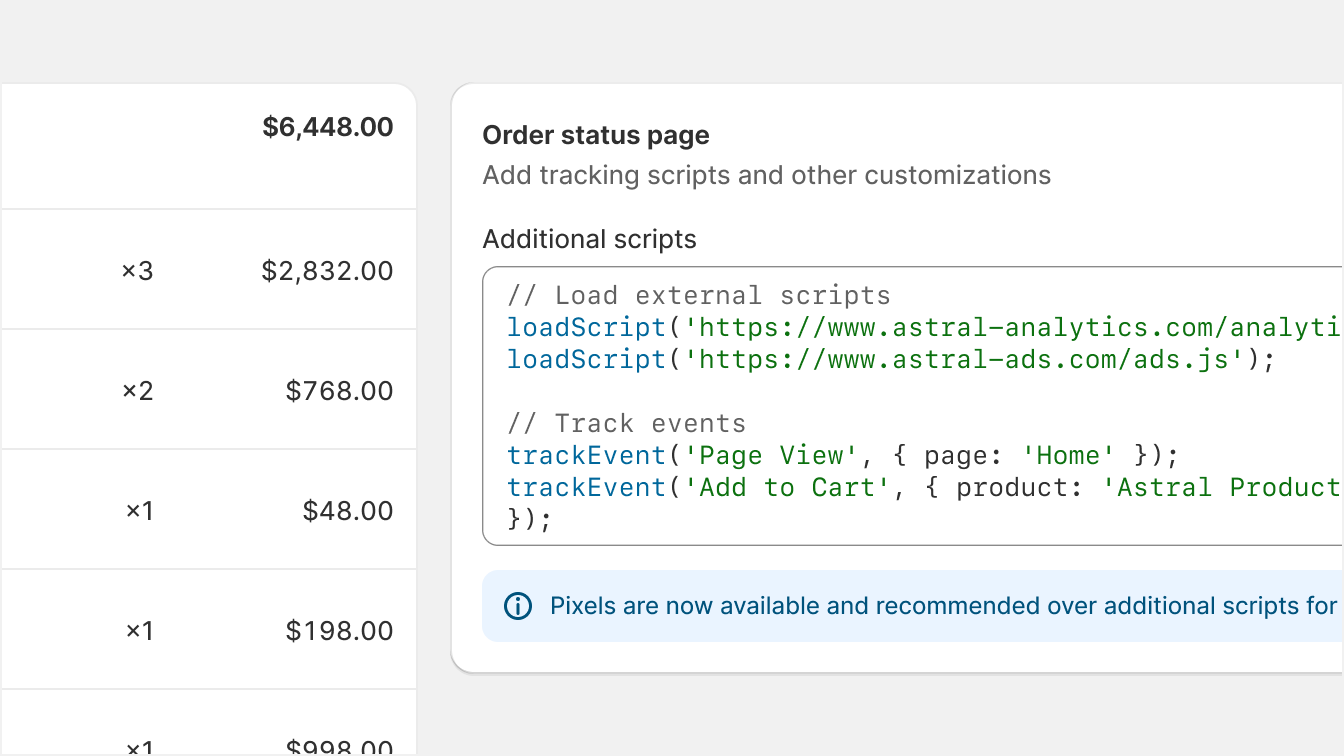 $6,448.00
×3 $2,832.00
×2 $768.00
×1 $48.00
×1 $198.00
×1 $998.00
Order status page
Add tracking scripts and other customizations
Additional scripts
// Load external scripts
loadScript('https://www.astral-analytics.com/analyti
loadScript('https://www.astral-ads.com/ads.js');
// Track events
trackEvent('Page View', { page: 'Home' });
trackEvent('Add to Cart', { product: 'Astral Product
});
Pixels are now available and recommended over additional scripts for